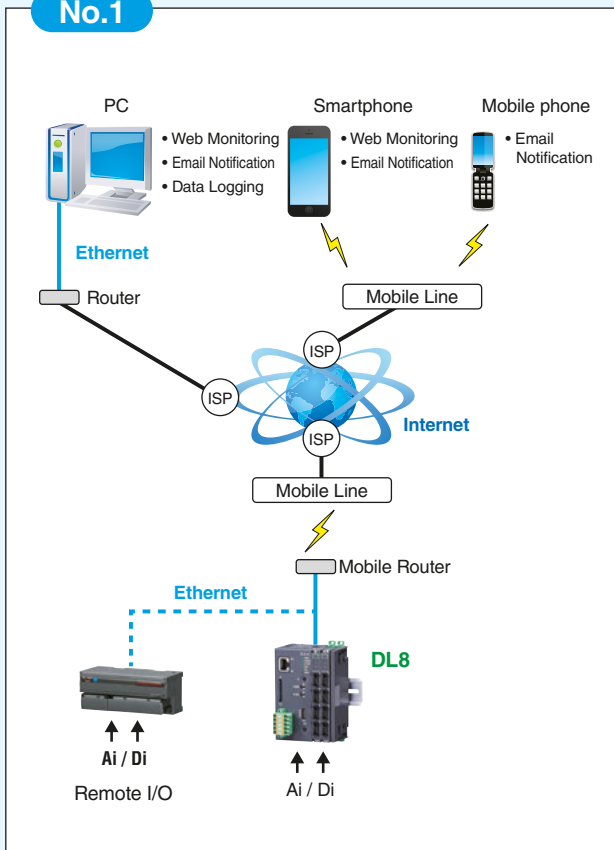 No.1
PC
• Web Monitoring
• Email Notification
• Data Logging
Smartphone
• Web Monitoring
• Email Notification
Mobile phone
• Email
Notification
Ethernet
Router
Mobile Line
ISP
ISP
Internet
ISP
Mobile Line
Mobile Router
Ethernet
DL8
Ai / Di
Remote I/O
Ai / Di